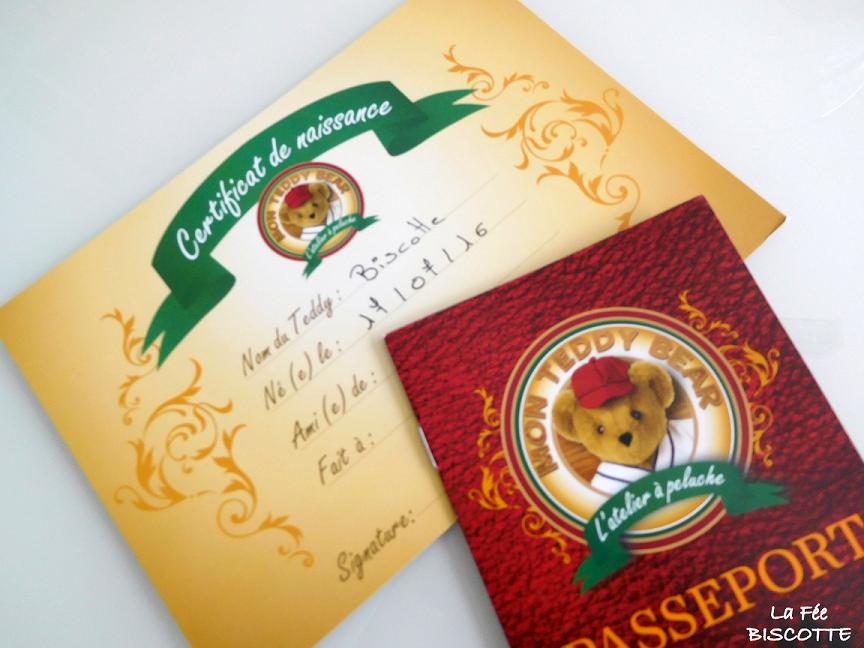 Certificat de naissance
MON TEDDY BEAR
L'atelier à peluche
Nom du Teddy : Biscotte
Né (e) le : 17/07/16
Ami (e) de :
Fait à :
Signature :
MON TEDDY BEAR
L'atelier à peluche
PASSEPORT
La Fée
BISCOTTE